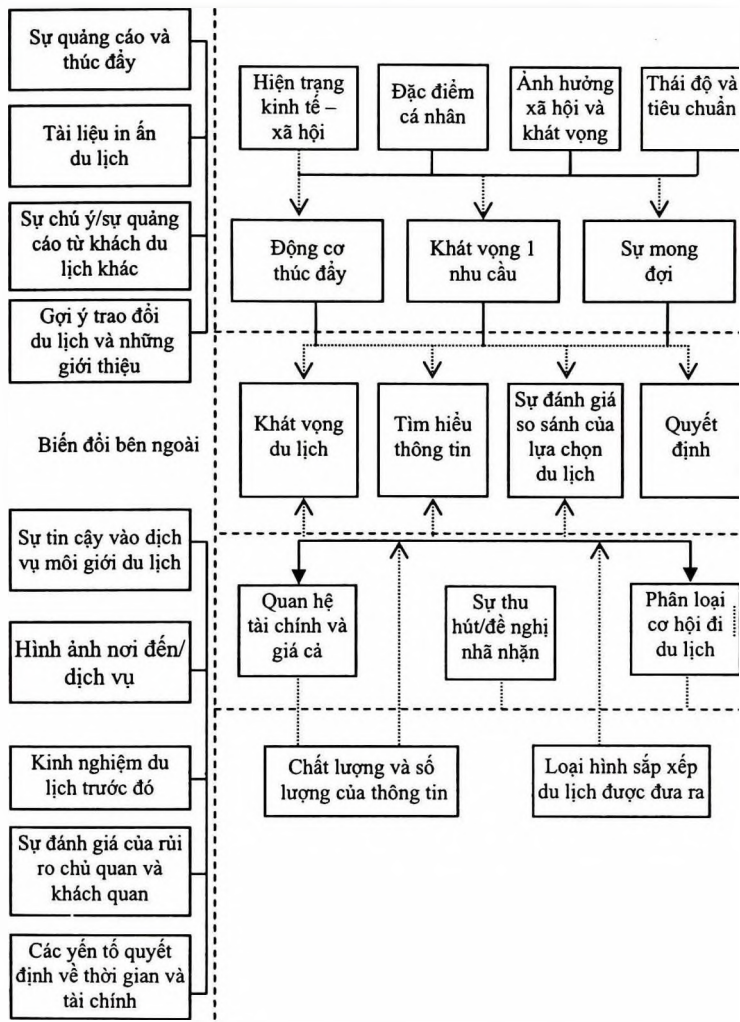 Sự quảng cáo và
thúc đẩy
Tài liệu in ấn
du lịch
Sự chú ý/sự quảng
cáo từ khách du
lịch khác
Gợi ý trao đổi
du lịch và những
giới thiệu
Biến đổi bên ngoài
Sự tin cậy vào dịch
vụ môi giới du lịch
Hình ảnh nơi đến/
dịch vụ
Kinh nghiệm du
lịch trước đó
Sự đánh giá của rủi
ro chủ quan và
khách quan
Các yến tố quyết
định về thời gian và
tài chính
Hiện trạng
kinh tế –
xã hội
Đặc điểm
cá nhân
Ảnh hưởng
xã hội và
khát vọng
Thái độ và
tiêu chuẩn
Động cơ
thúc đẩy
Khát vọng 1
nhu cầu
Sự mong
đợi
Khát vọng
du lịch
Tìm hiểu
thông tin
Sự đánh giá
so sánh của
lựa chọn
du lịch
Quyết
định
Quan hệ
tài chính và
giá cả
Sự thu
hút/đề nghị
nhã nhặn
Phân loại
cơ hội đi
du lịch
Chất lượng và số
lượng của thông tin
Loại hình sắp xếp
du lịch được đưa ra